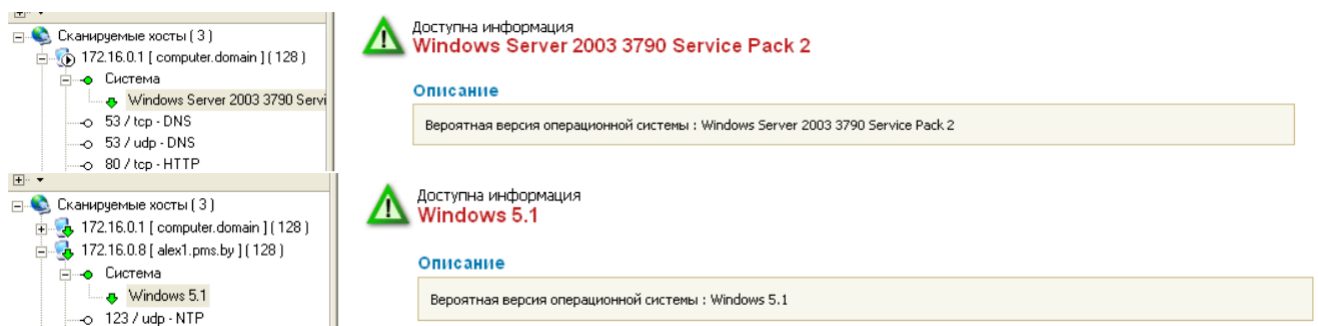 Сканируемые хосты ( 3 )
172.16.0.1 [ computer.domain ] ( 128 )
Система
Windows Server 2003 3790 Servi
53 / tcp - DNS
53 / udp - DNS
80 / tcp - HTTP
Доступна информация
Windows Server 2003 3790 Service Pack 2
Описание
Вероятная версия операционной системы : Windows Server 2003 3790 Service Pack 2
Сканируемые хосты ( 3 )
172.16.0.1 [ computer.domain ] ( 128 )
172.16.0.8 [ alex1.pms.by ] ( 128 )
Система
Windows 5.1
123 / udp - NTP
Доступна информация
Windows 5.1
Описание
Вероятная версия операционной системы : Windows 5.1